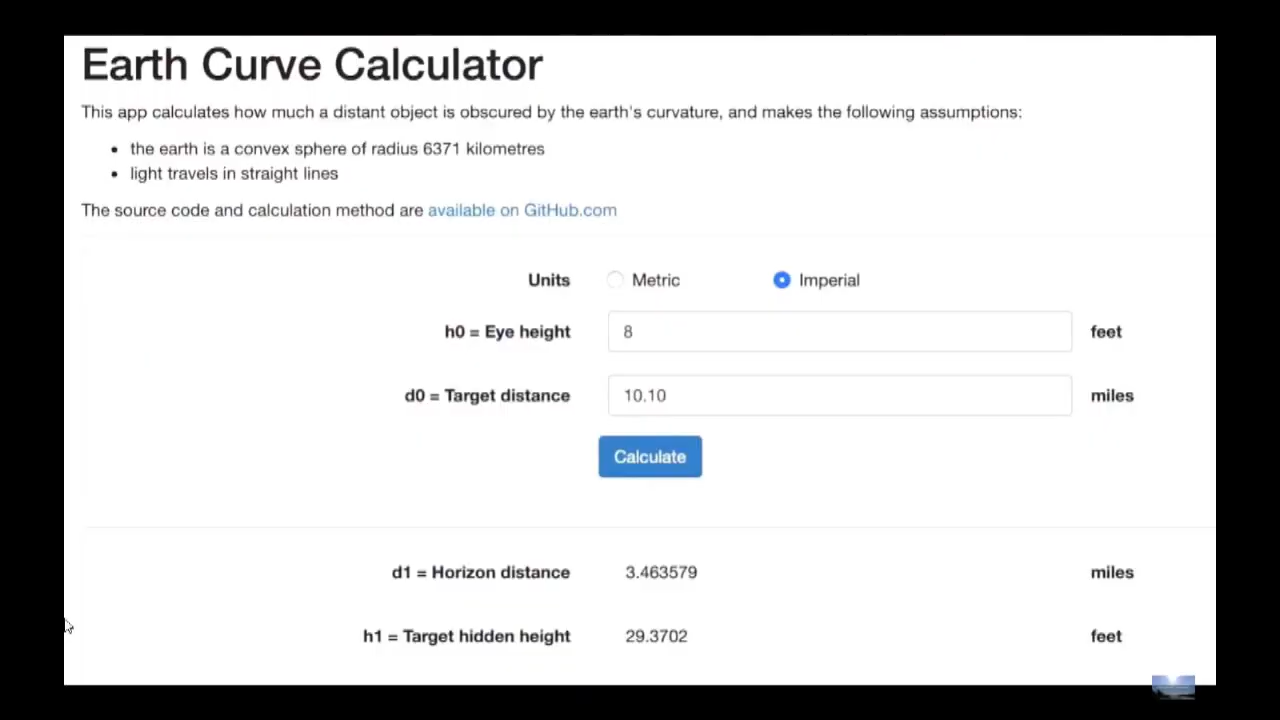 Earth Curve Calculator
This app calculates how much a distant object is obscured by the earth's curvature, and makes the following assumptions:
the earth is a convex sphere of radius 6371 kilometres
light travels in straight lines
The source code and calculation method are available on GitHub.com
Units Metric Imperial
h0 = Eye height 8 feet
d0 = Target distance 10.10 miles
Calculate
d1 = Horizon distance 3.463579 miles
h1 = Target hidden height 29.3702 feet